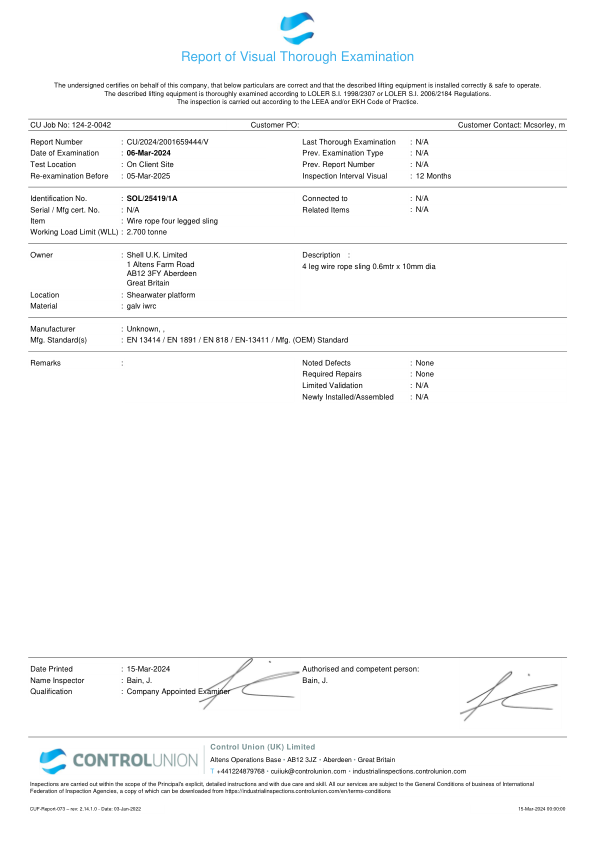 Report of Visual Thorough Examination
The undersigned certifies on behalf of this company, that below particulars are correct and that the described lifting equipment is installed correctly & safe to operate.
The described lifting equipment is thoroughly examined according to LOLER S.I. 1998/2307 or LOLER S.I. 2006/2184 Regulations.
The inspection is carried out according to the LEEA and/or EKH Code of Practice.
CU Job No: 124-2-0042 Customer PO: Customer Contact: Mcsorley, m
Report Number : CU/2024/2001659444/V Last Thorough Examination : N/A
Date of Examination : 06-Mar-2024 Prev. Examination Type : N/A
Test Location : On Client Site Prev. Report Number : N/A
Re-examination Before : 05-Mar-2025 Inspection Interval Visual : 12 Months
Identification No. : SOL/25419/1A Connected to : N/A
Serial / Mfg cert. No. : N/A Related Items : N/A
Item : Wire rope four legged sling
Working Load Limit (WLL) : 2.700 tonne
Owner : Shell U.K. Limited Description :
1 Altens Farm Road 4 leg wire rope sling 0.6mtr x 10mm dia
AB12 3FY Aberdeen
Great Britain
Location : Shearwater platform
Material : galv iwrc
Manufacturer : Unknown, ,
Mfg. Standard(s) : EN 13414 / EN 1891 / EN 818 / EN-13411 / Mfg. (OEM) Standard
Remarks : Noted Defects : None
Required Repairs : None
Limited Validation : N/A
Newly Installed/Assembled : N/A
Date Printed : 15-Mar-2024 Authorised and competent person:
Name Inspector : Bain, J. Bain, J.
Qualification : Company Appointed Examiner
Control Union (UK) Limited
CONTROLUNION Altens Operations Base - AB12 3JZ - Aberdeen - Great Britain
T +441224879768 - cuiiuk@controlunion.com - industrialinspections.controlunion.com
Inspections are carried out within the scope of the Principal's explicit, detailed instructions and with due care and skill. All our services are subject to the General Conditions of business of International
Federation of Inspection Agencies, a copy of which can be downloaded from https://industrialinspections.controlunion.com/en/terms-conditions
CUF-Report-073 – rev: 2.14.1.0 - Date: 03-Jun-2022 15-Mar-2024 00:00:00